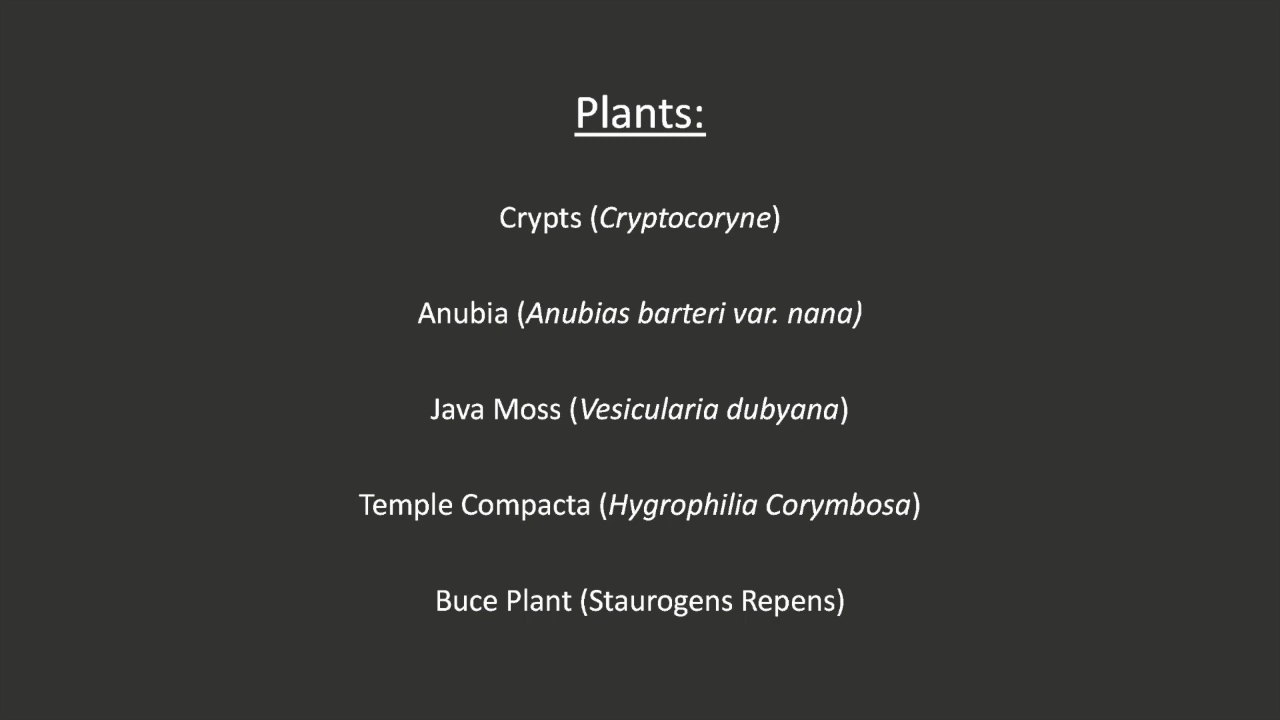 Plants:
Crypts (Cryptocoryne)
Anubia (Anubias barteri var. nana)
Java Moss (Vesicularia dubyana)
Temple Compacta (Hygrophilia Corymbosa)
Buce Plant (Staurogens Repens)